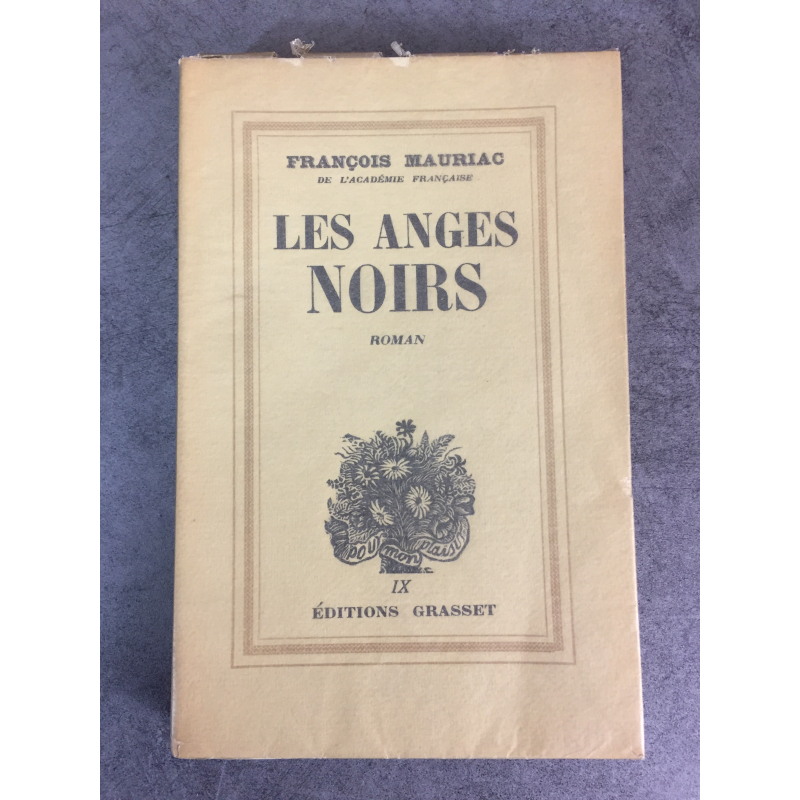 FRANÇOIS MAURIAC
DE L'ACADÉMIE FRANÇAISE
LES ANGES
NOIRS
ROMAN
pour mon plaisir
IX
ÉDITIONS GRASSET